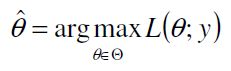 θ̂ = arg max L(θ; y)
θ∈Θ